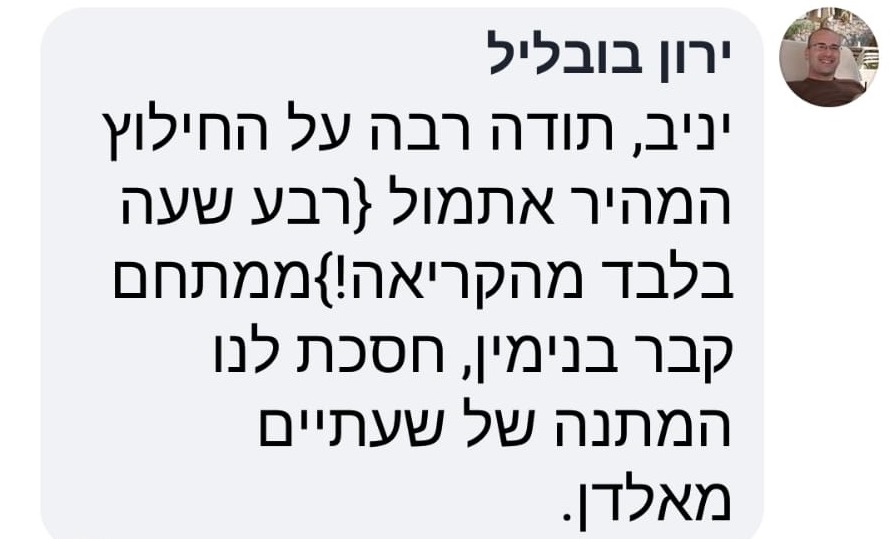 ירון בובליל
יניב, תודה רבה על החילוץ
המהיר אתמול {רבע שעה
בלבד מהקריאה!}ממתחם
קבר בנימין, חסכת לנו
המתנה של שעתיים
מאלדן.